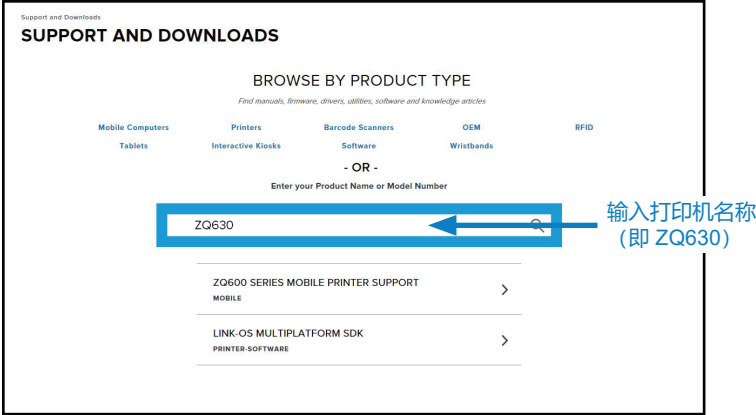 Support and Downloads
SUPPORT AND DOWNLOADS
BROWSE BY PRODUCT TYPE
Find manuals, firmware, drivers, utilities, software and knowledge articles
Mobile Computers Printers Barcode Scanners OEM RFID
Tablets Interactive Kiosks Software Wristbands
- OR -
Enter your Product Name or Model Number
ZQ630
输入打印机名称
（即 ZQ630）
ZQ600 SERIES MOBILE PRINTER SUPPORT
MOBILE
LINK-OS MULTIPLATFORM SDK
PRINTER-SOFTWARE